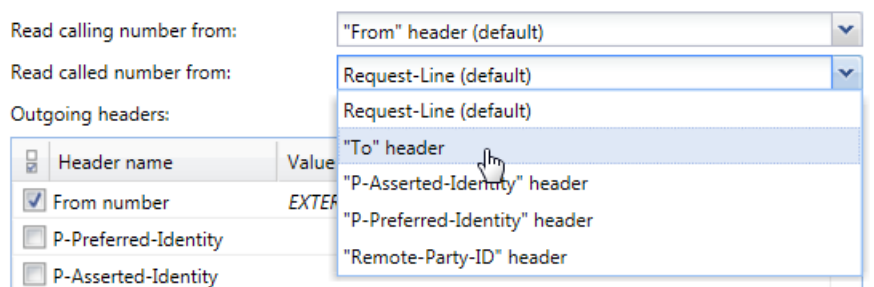 Read calling number from: "From" header (default)
Read called number from: Request-Line (default)
Outgoing headers: Request-Line (default)
"To" header
Header name Value
"P-Asserted-Identity" header
From number EXTER
"P-Preferred-Identity" header
P-Preferred-Identity
"Remote-Party-ID" header
P-Asserted-Identity